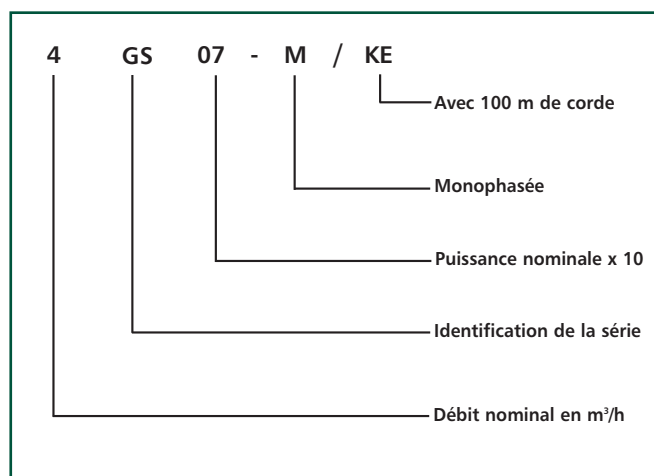 4 GS 07 - M / KE
Avec 100 m de corde
Monophasée
Puissance nominale x 10
Identification de la série
Débit nominal en m³/h